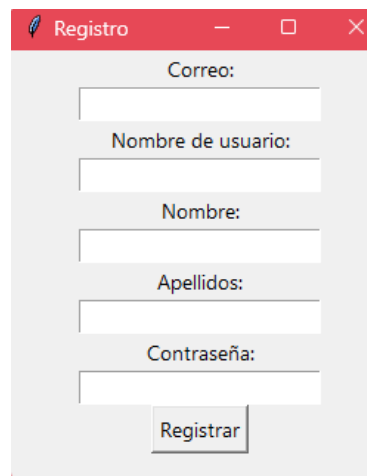 Registro
Correo:
Nombre de usuario:
Nombre:
Apellidos:
Contraseña:
Registrar